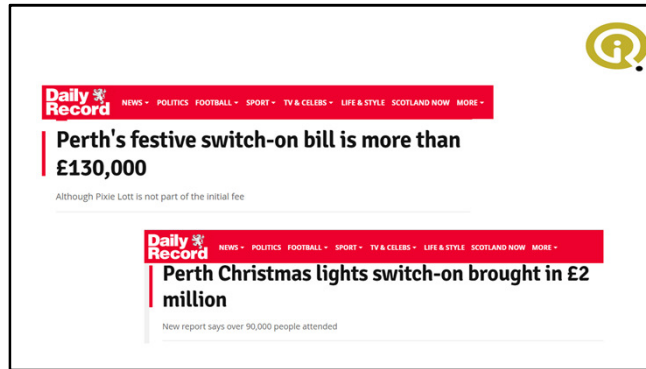 Daily
Record
NEWS POLITICS FOOTBALL SPORT TV & CELEBS LIFE & STYLE SCOTLAND NOW MORE
Perth's festive switch-on bill is more than
£130,000
Although Pixie Lott is not part of the initial fee
Daily
Record
NEWS POLITICS FOOTBALL SPORT TV & CELEBS LIFE & STYLE SCOTLAND NOW MORE
Perth Christmas lights switch-on brought in £2
million
New report says over 90,000 people attended